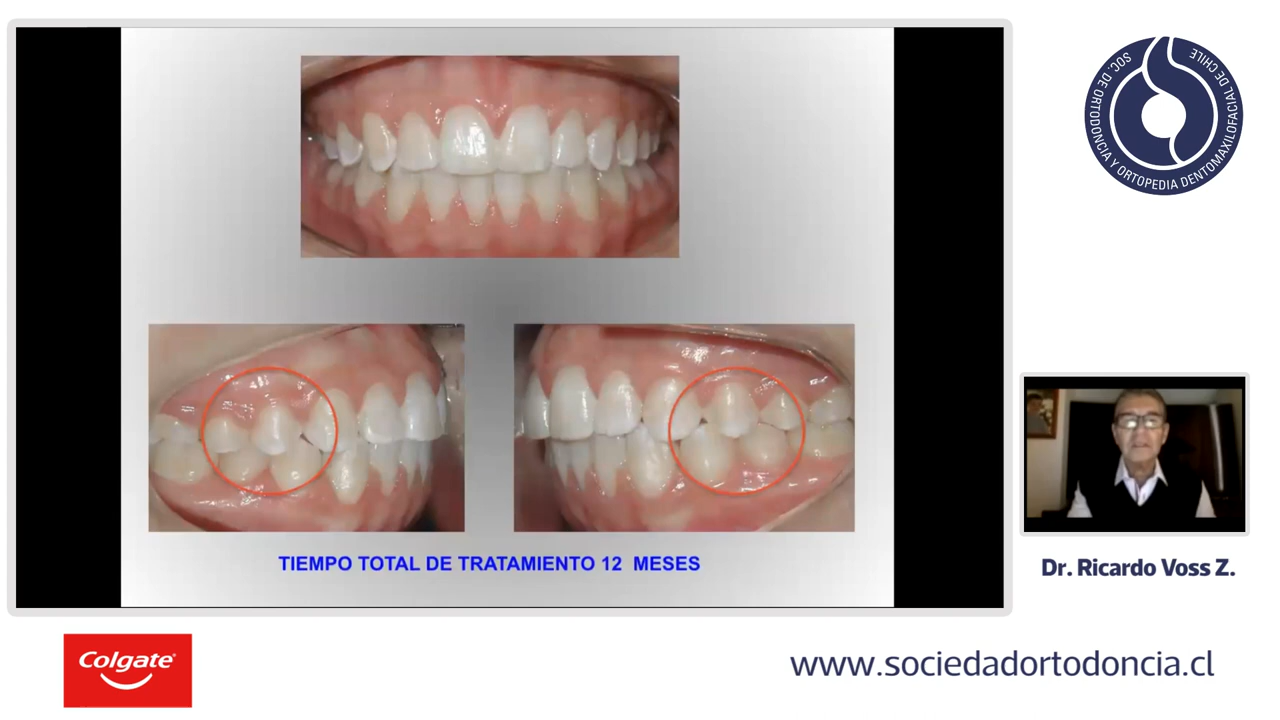 SOC. DE ORTODONCIA Y ORTOPEDIA DENTOMAXILOFACIAL DE CHILE
TIEMPO TOTAL DE TRATAMIENTO 12 MESES
Dr. Ricardo Voss Z.
Colgate®
www.sociedadortodoncia.cl